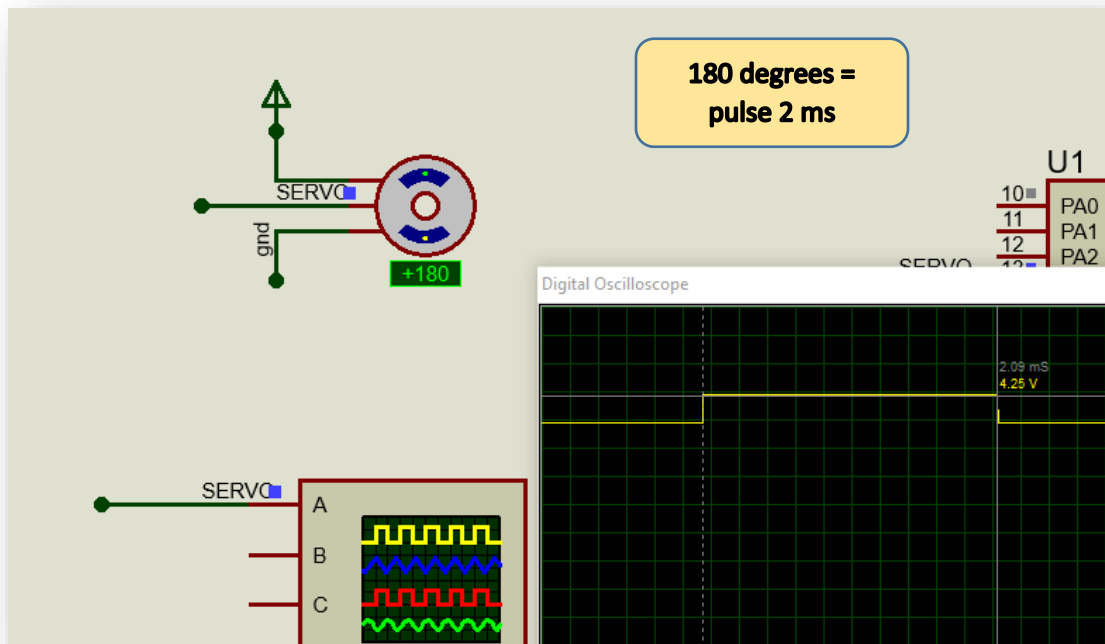 180 degrees =
pulse 2 ms
U1
SERVO
gnd
+180
10
PA0
11
PA1
12
PA2
SERVO
Digital Oscilloscope
2.09 mS
4.25 V
SERVO
A
B
C